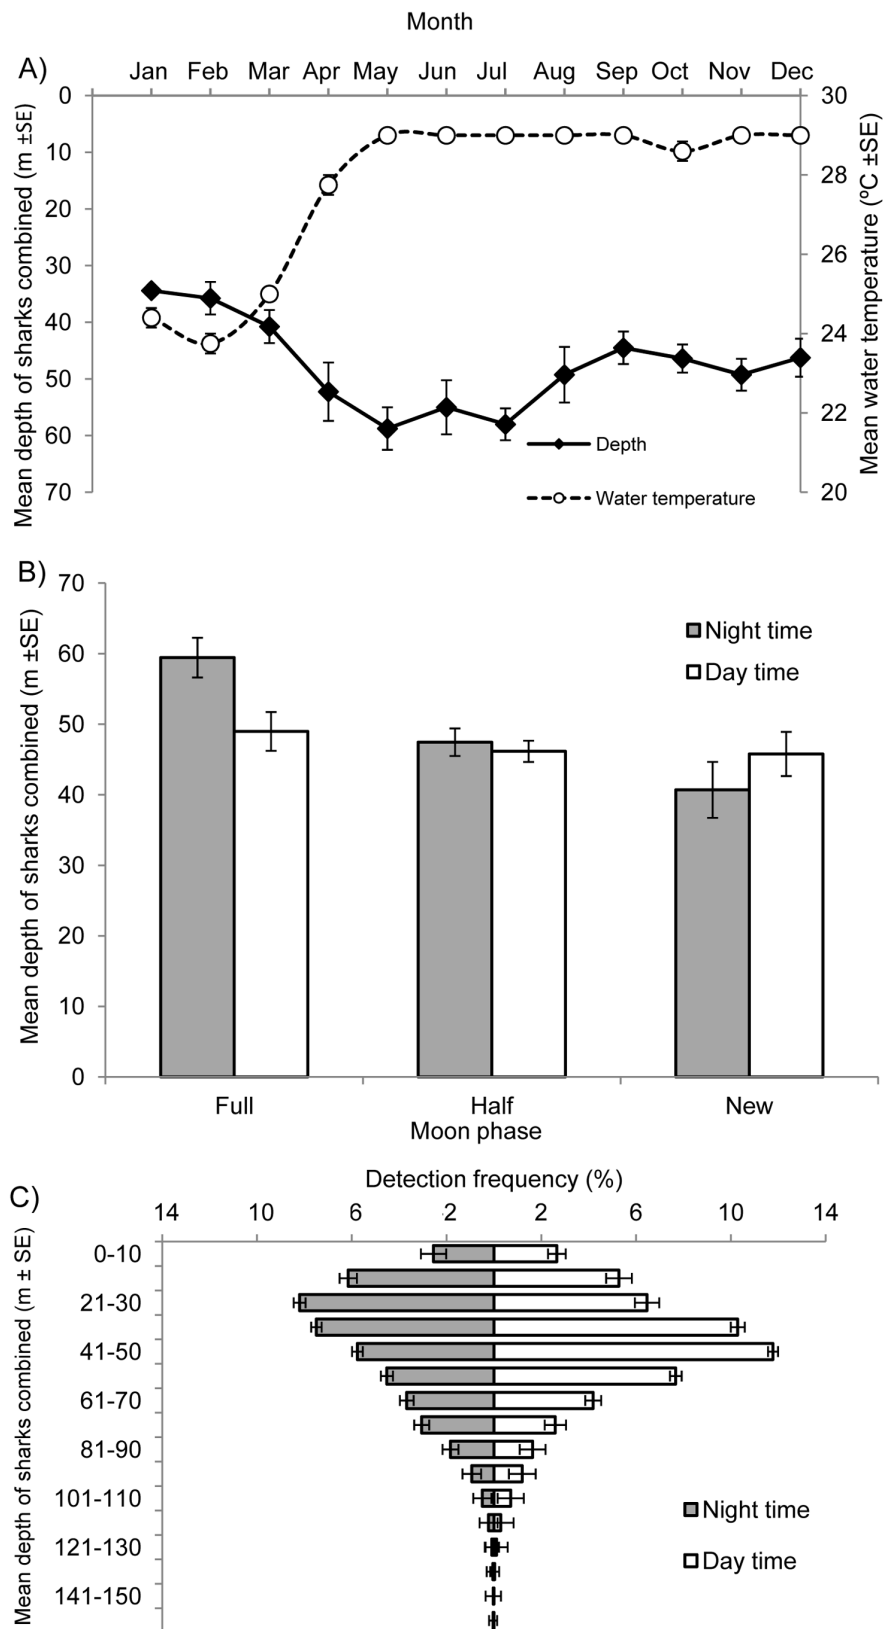 Month
A)
Jan Feb Mar Apr May Jun Jul Aug Sep Oct Nov Dec
Mean depth of sharks combined (m ±SE)
0
10
20
30
40
50
60
70
30
28
26
24
22
20
Mean water temperature (ºC ±SE)
Depth
Water temperature
B)
Mean depth of sharks combined (m ±SE)
70
60
50
40
30
20
10
0
Night time
Day time
Full Half New
Moon phase
C)
Detection frequency (%)
14 10 6 2 2 6 10 14
Mean depth of sharks combined (m ± SE)
0-10
21-30
41-50
61-70
81-90
101-110
121-130
141-150
Night time
Day time